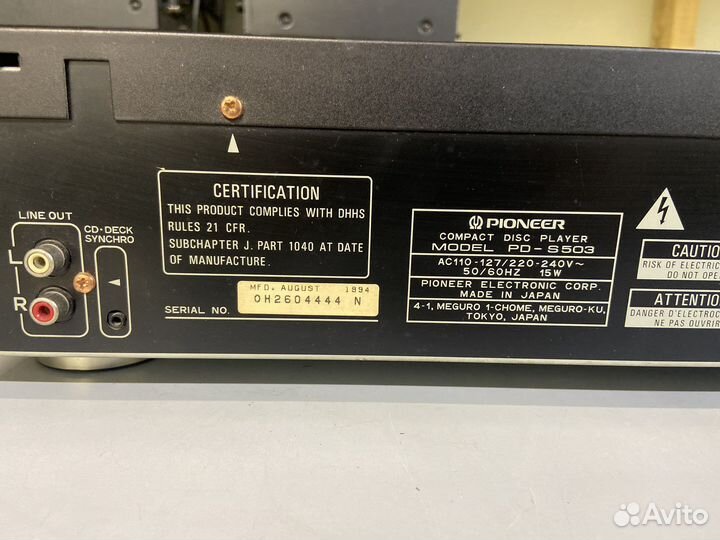 LINE OUT
L
R
CD·DECK
SYNCHRO
CERTIFICATION
THIS PRODUCT COMPLIES WITH DHHS
RULES 21 CFR.
SUBCHAPTER J. PART 1040 AT DATE
OF MANUFACTURE.
MFD. AUGUST 1994
SERIAL NO. OH2604444 N
PIONEER
COMPACT DISC PLAYER
MODEL PD-S503
AC110-127/220-240V~
50/60HZ 15W
PIONEER ELECTRONIC CORP.
MADE IN JAPAN
4-1, MEGURO 1-CHOME, MEGURO-KU,
TOKYO, JAPAN
CAUTIO
RISK OF ELECTRIC
DO NOT OPE
ATTENTIO
DANGER D'ELECTROC
NE PAS OUVRIR
Avito